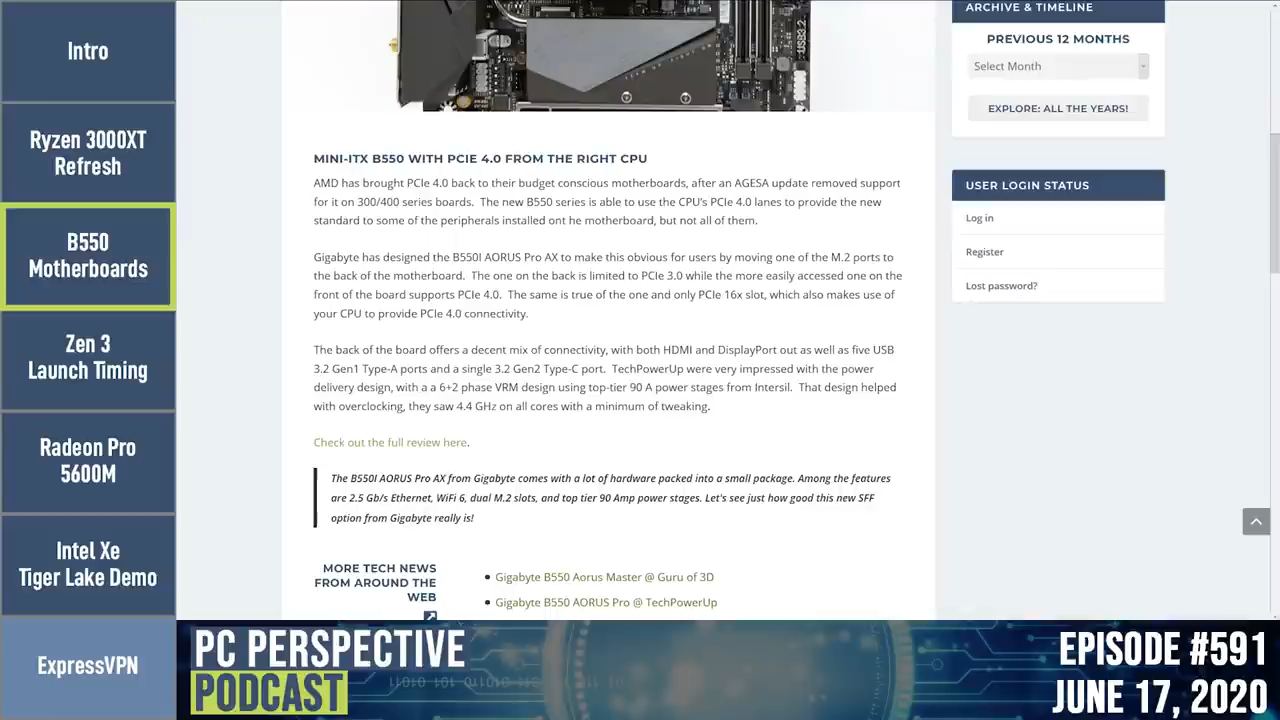 Intro
Ryzen 3000XT
Refresh
B550
Motherboards
Zen 3
Launch Timing
Radeon Pro
5600M
Intel Xe
Tiger Lake Demo
ExpressVPN
USB3.2
MINI-ITX B550 WITH PCIE 4.0 FROM THE RIGHT CPU
AMD has brought PCIe 4.0 back to their budget conscious motherboards, after an AGESA update removed support
for it on 300/400 series boards. The new B550 series is able to use the CPU's PCIe 4.0 lanes to provide the new
standard to some of the peripherals installed ont he motherboard, but not all of them.
Gigabyte has designed the B550I AORUS Pro AX to make this obvious for users by moving one of the M.2 ports to
the back of the motherboard. The one on the back is limited to PCIe 3.0 while the more easily accessed one on the
front of the board supports PCIe 4.0. The same is true of the one and only PCIe 16x slot, which also makes use of
your CPU to provide PCIe 4.0 connectivity.
The back of the board offers a decent mix of connectivity, with both HDMI and DisplayPort out as well as five USB
3.2 Gen1 Type-A ports and a single 3.2 Gen2 Type-C port. TechPowerUp were very impressed with the power
delivery design, with a a 6+2 phase VRM design using top-tier 90 A power stages from Intersil. That design helped
with overclocking, they saw 4.4 GHz on all cores with a minimum of tweaking.
Check out the full review here.
The B550I AORUS Pro AX from Gigabyte comes with a lot of hardware packed into a small package. Among the features
are 2.5 Gb/s Ethernet, WiFi 6, dual M.2 slots, and top tier 90 Amp power stages. Let's see just how good this new SFF
option from Gigabyte really is!
MORE TECH NEWS
FROM AROUND THE
WEB
Gigabyte B550 Aorus Master @ Guru of 3D
Gigabyte B550 AORUS Pro @ TechPowerUp
ARCHIVE & TIMELINE
PREVIOUS 12 MONTHS
Select Month
EXPLORE: ALL THE YEARS!
USER LOGIN STATUS
Log in
Register
Lost password?
PC PERSPECTIVE
PODCAST
EPISODE #591
JUNE 17, 2020